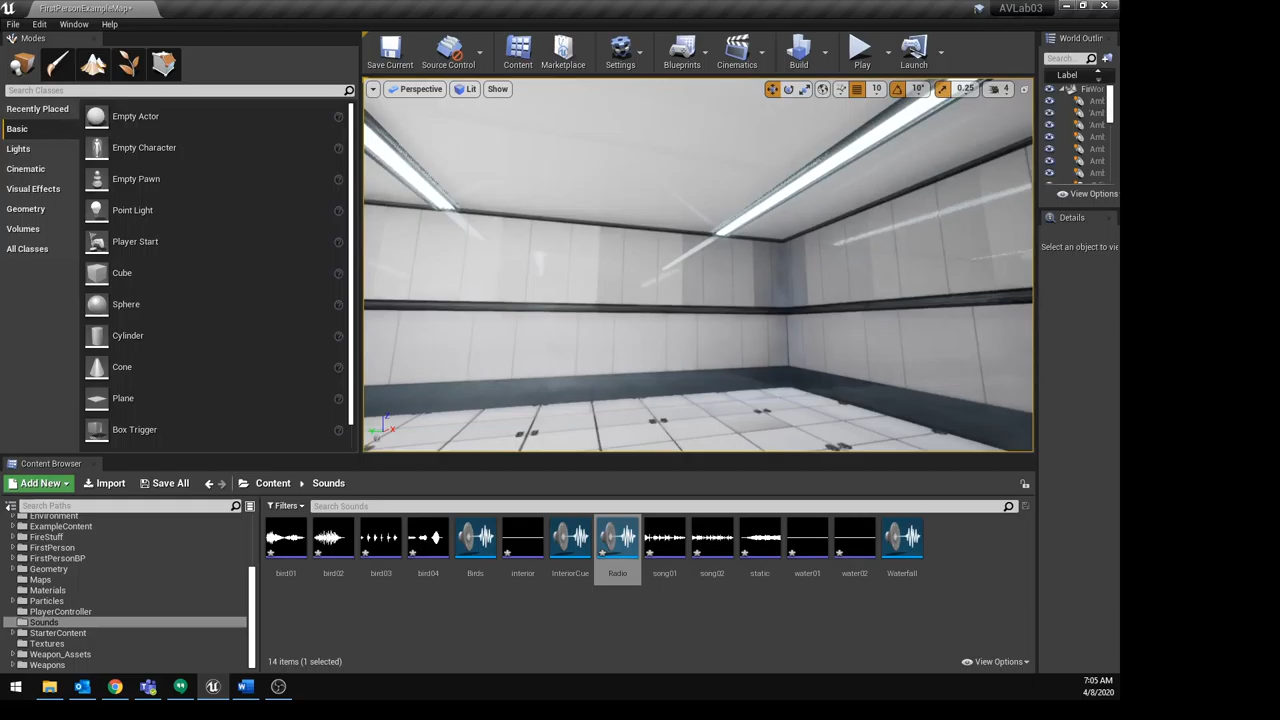 FirstPersonExampleMap*
AVLab03
File Edit Window Help
Modes
Search Classes
Recently Placed
Basic
Lights
Cinematic
Visual Effects
Geometry
Volumes
All Classes
Empty Actor
Empty Character
Empty Pawn
Point Light
Player Start
Cube
Sphere
Cylinder
Cone
Plane
Box Trigger
Save Current Source Control Content Marketplace Settings Blueprints Cinematics Build Play Launch
Perspective Lit Show
10 10° 0.25 4
X
World Outlin
Search...
Label
View Options
Details
Select an object to vie
Content Browser
Add New Import Save All Content Sounds
Search Paths
Environment
ExampleContent
FireStuff
FirstPerson
FirstPersonBP
Geometry
Maps
Materials
Particles
PlayerController
Sounds
StarterContent
Textures
Weapon_Assets
Weapons
Filters Search Sounds
bird01 bird02 bird03 bird04 Birds interior InteriorCue Radio song01 song02 static water01 water02 Waterfall
14 items (1 selected)
View Options
7:05 AM
4/8/2020